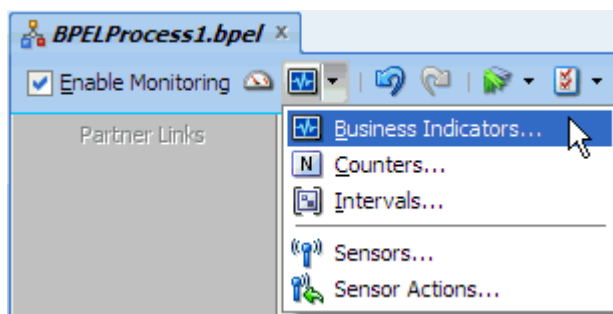 BPELProcess1.bpel
Enable Monitoring
Partner Links
Business Indicators...
N Counters...
Intervals...
Sensors...
Sensor Actions...